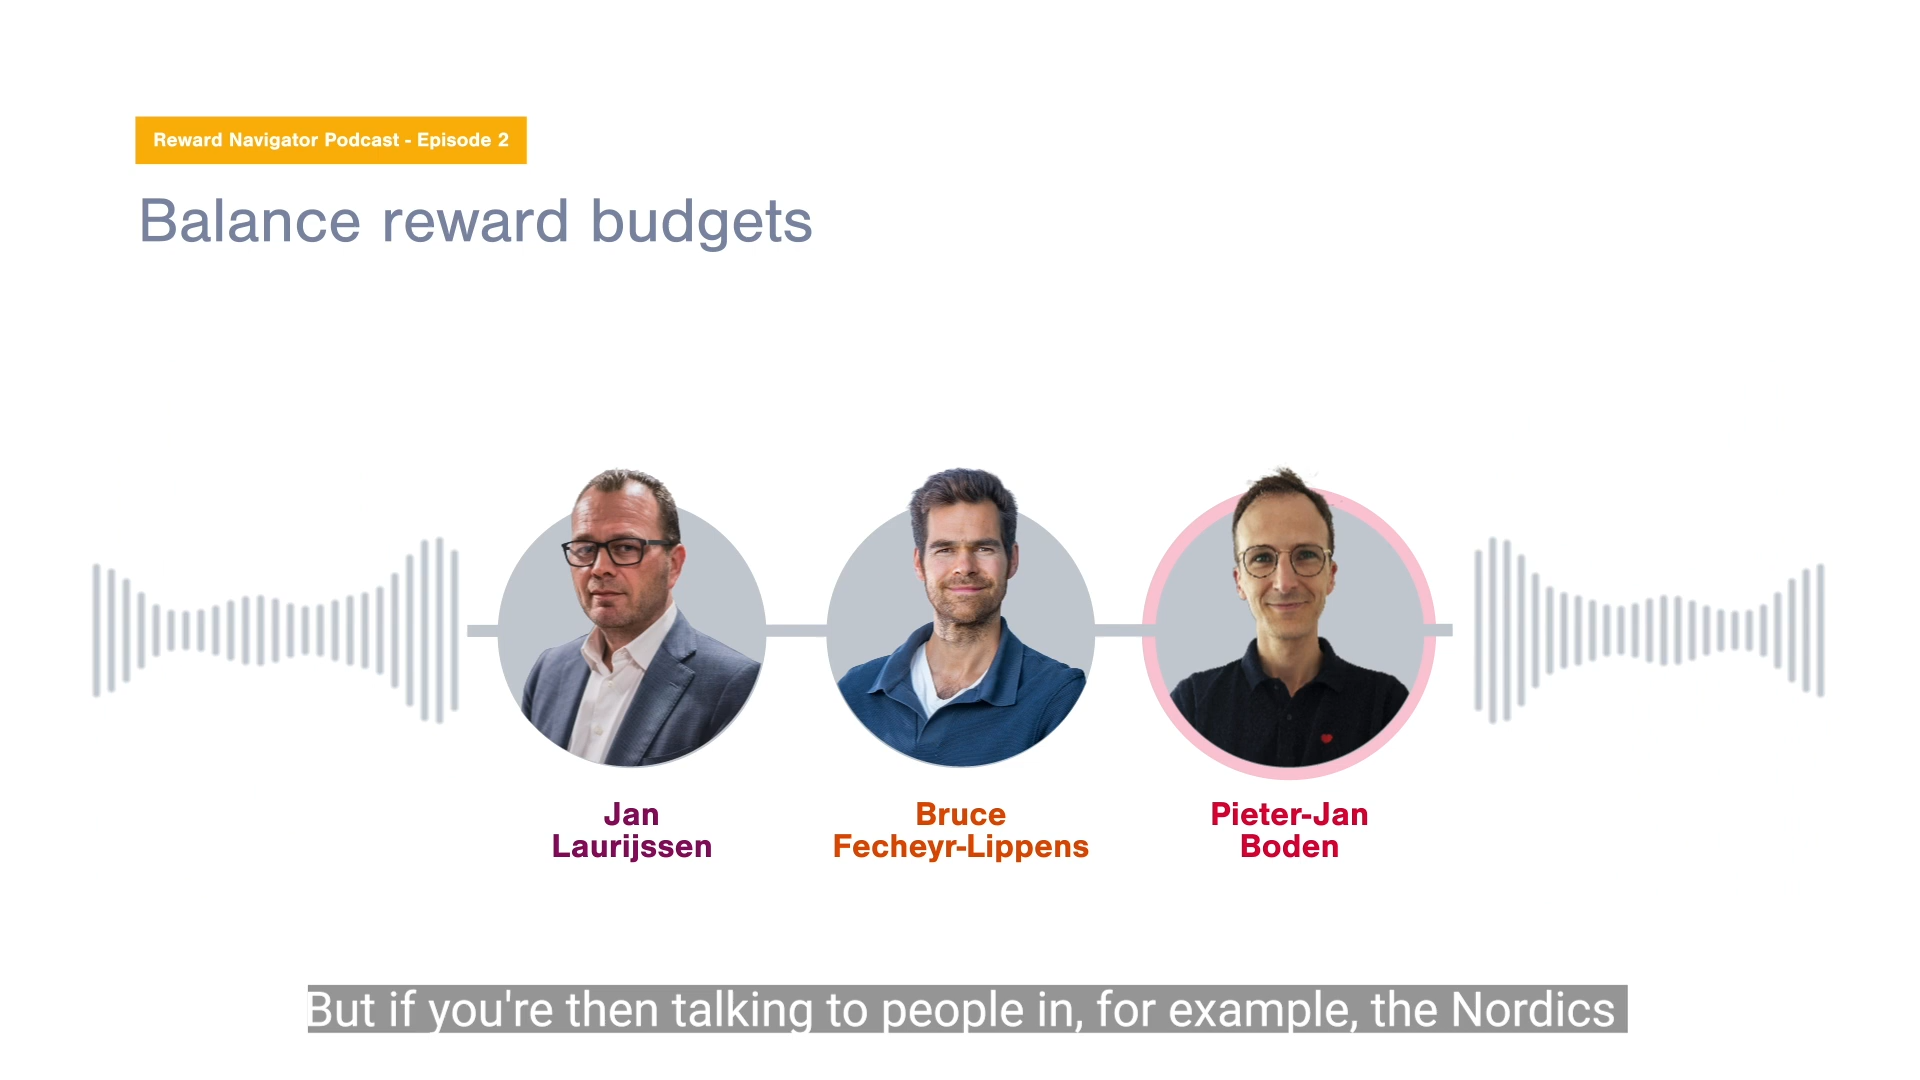 Reward Navigator Podcast - Episode 2
Balance reward budgets
Jan
Laurijssen
Bruce
Fecheyr-Lippens
Pieter-Jan
Boden
But if you're then talking to people in, for example, the Nordics